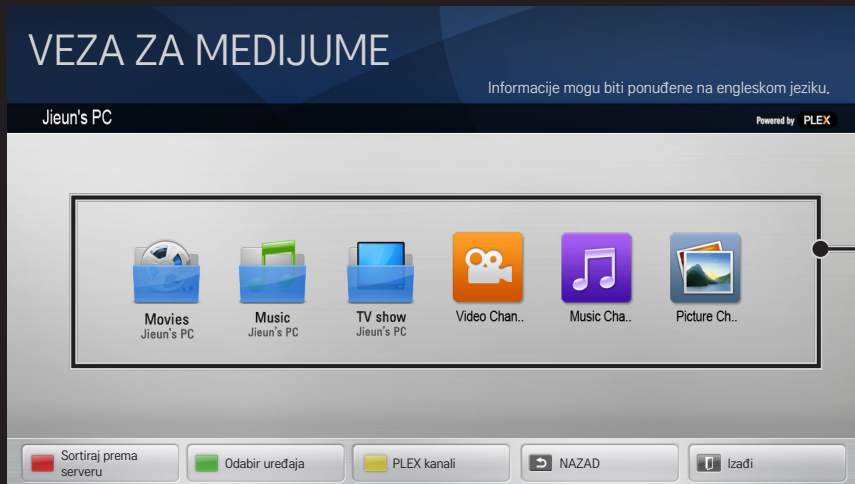 VEZA ZA MEDIJUME
Informacije mogu biti ponuđene na engleskom jeziku.
Jieun's PC
Powered by PLEX
Movies
Jieun's PC
Music
Jieun's PC
TV show
Jieun's PC
Video Chan..
Music Cha..
Picture Ch..
Sortiraj prema
serveru
Odabir uređaja
PLEX kanali
NAZAD
Izađi